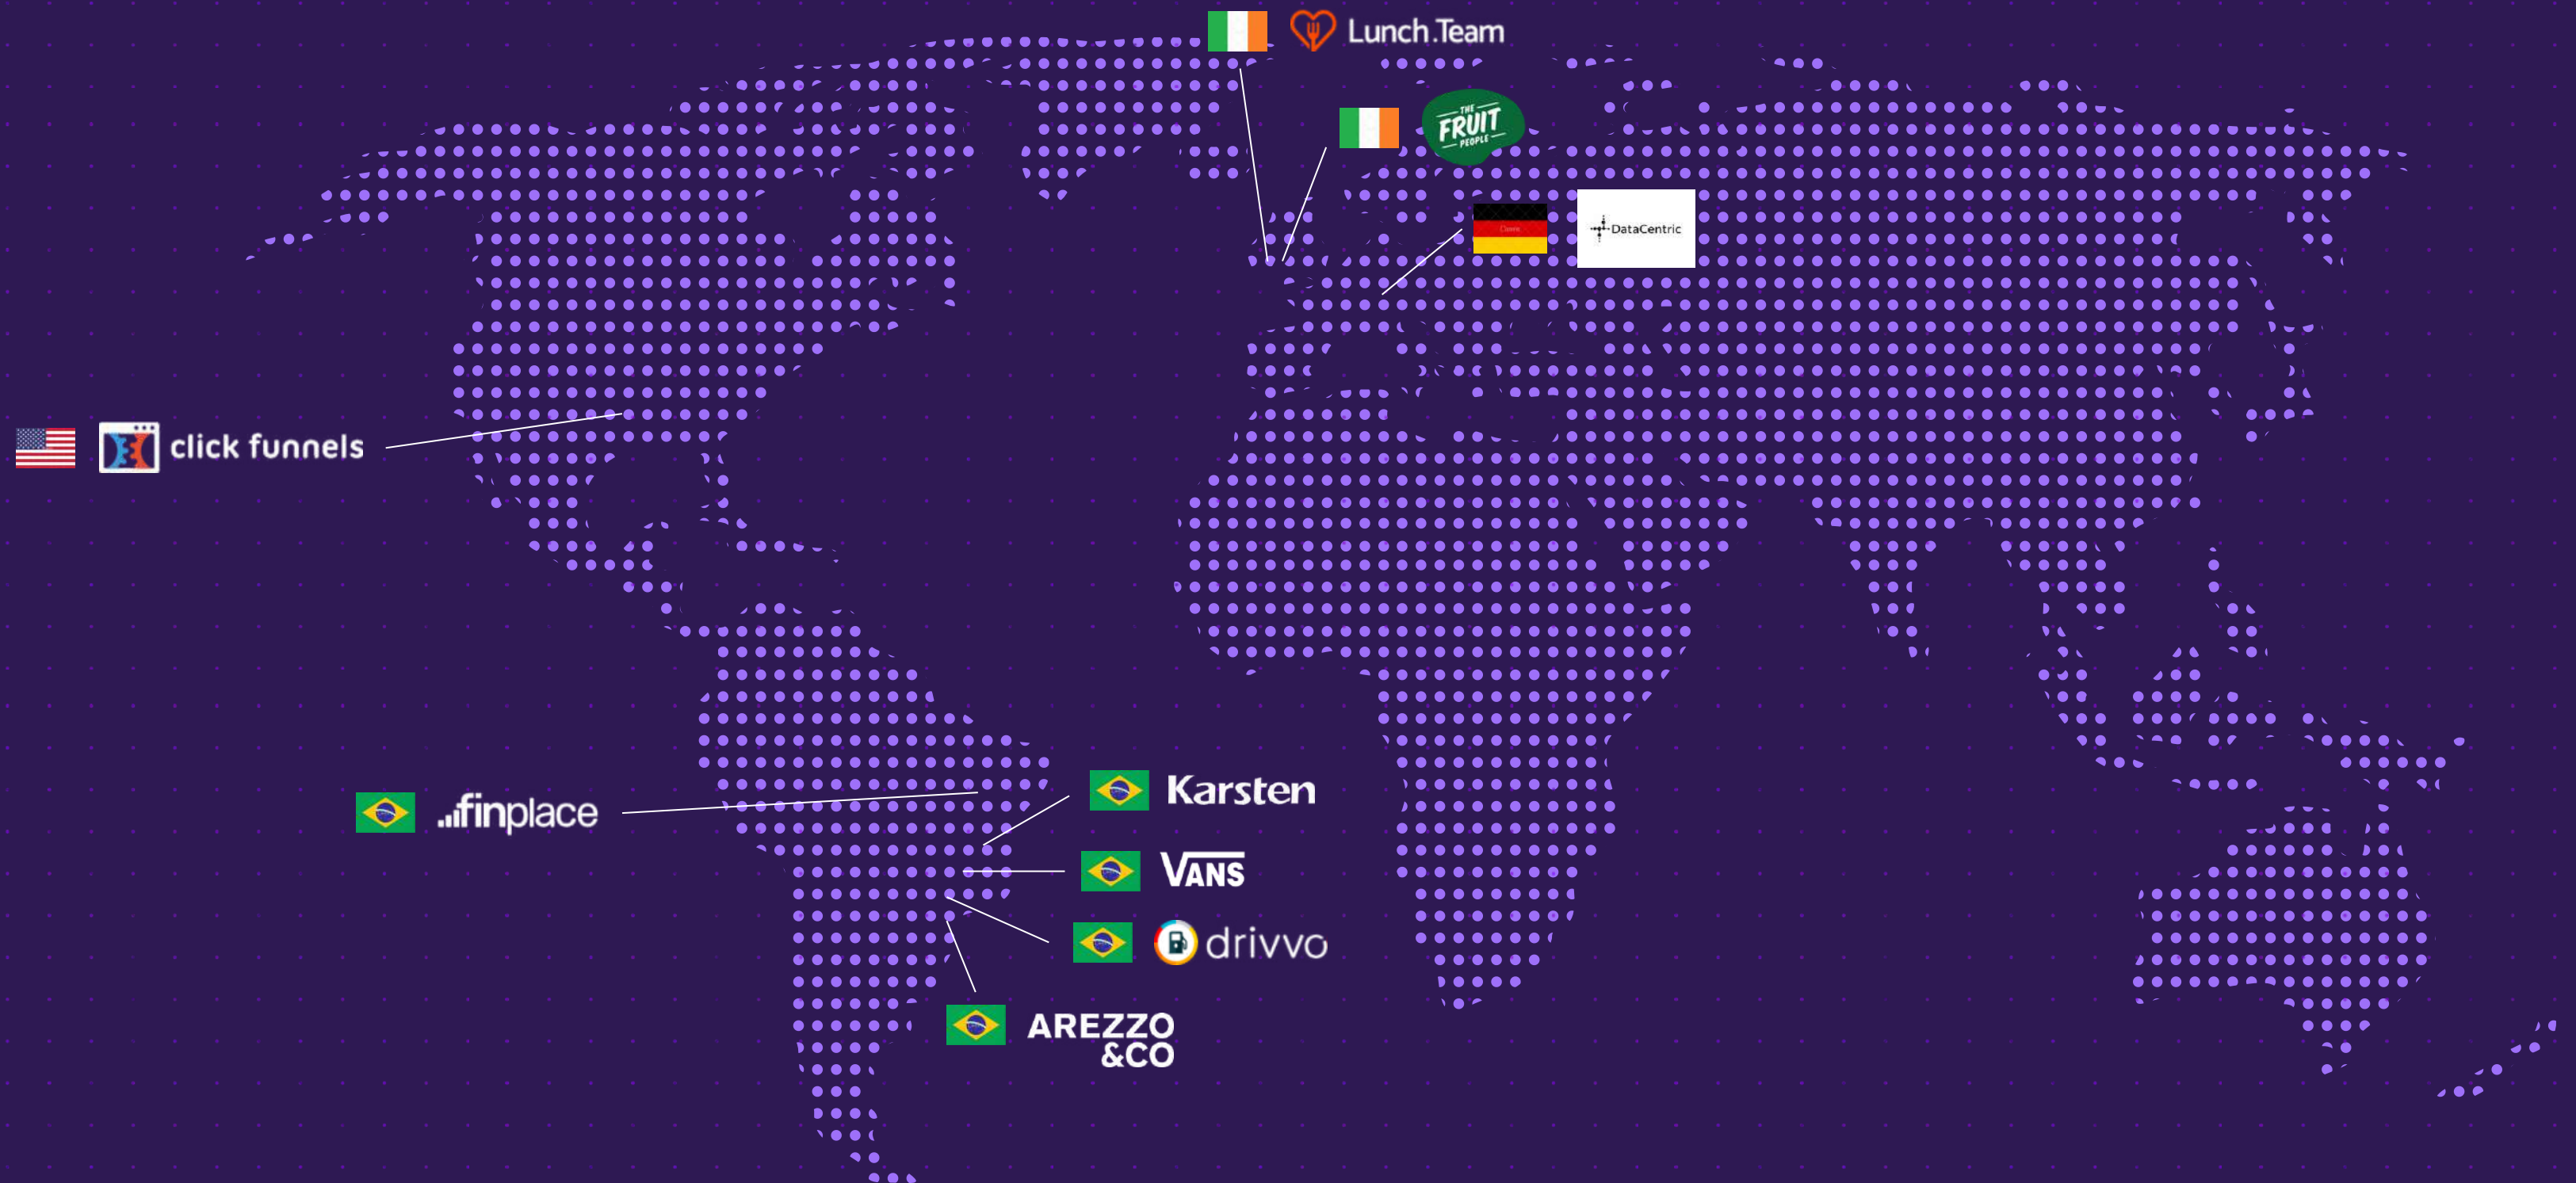 Lunch.Team
THE
FRUIT
PEOPLE
DataCentric
click funnels
finplace
Karsten
VANS
drivvo
AREZZO
&CO